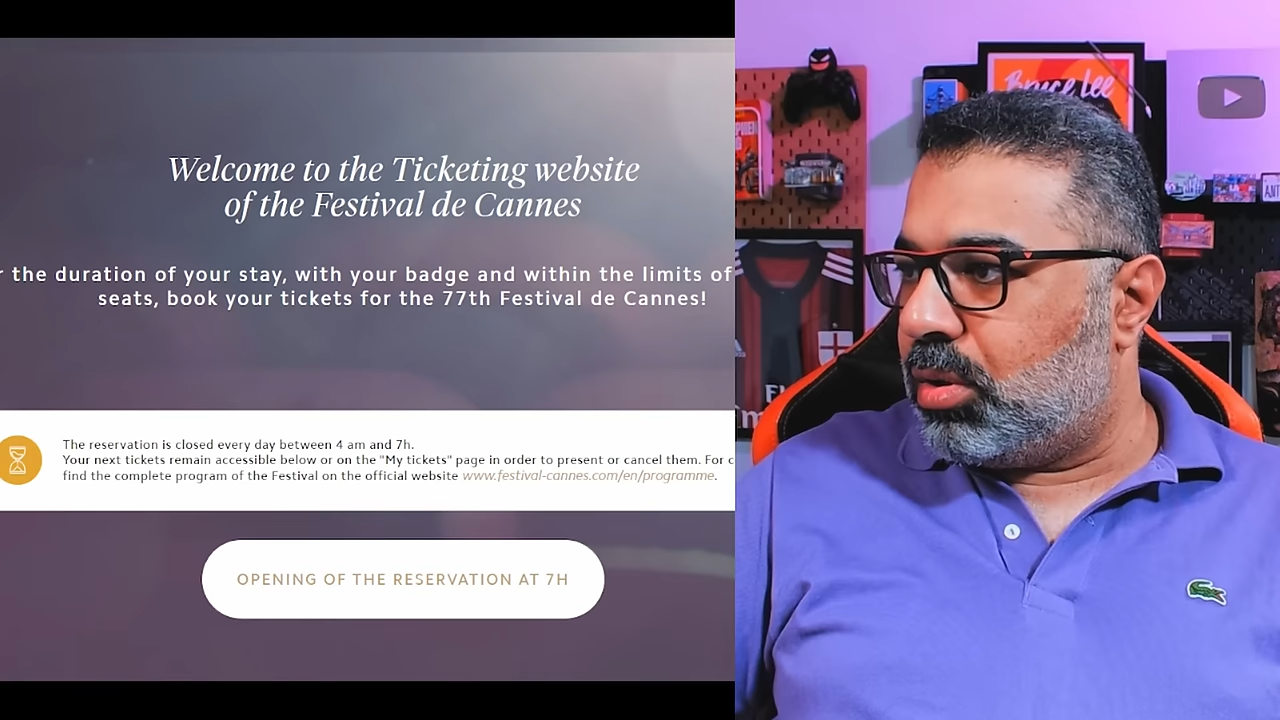 Welcome to the Ticketing website
of the Festival de Cannes
the duration of your stay, with your badge and within the limits of
seats, book your tickets for the 77th Festival de Cannes!
The reservation is closed every day between 4 am and 7h.
Your next tickets remain accessible below or on the "My tickets" page in order to present or cancel them. For
find the complete program of the Festival on the official website www.festival-cannes.com/en/programme.
OPENING OF THE RESERVATION AT 7H
Bruce Lee